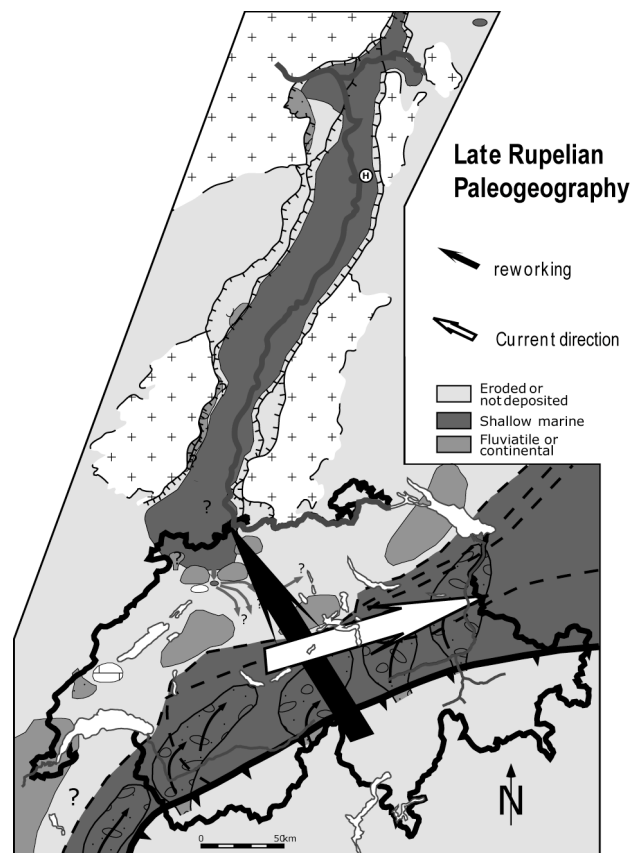 Late Rupelian
Paleogeography
H
reworking
Current direction
Eroded or
not deposited
Shallow marine
Fluviatile or
continental
?
?
?
?
?
?
N
0
50km